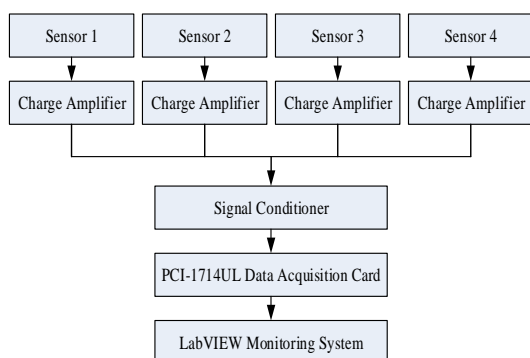 Sensor 1
Sensor 2
Sensor 3
Sensor 4
Charge Amplifier
Charge Amplifier
Charge Amplifier
Charge Amplifier
Signal Conditioner
PCI-1714UL Data Acquisition Card
LabVIEW Monitoring System